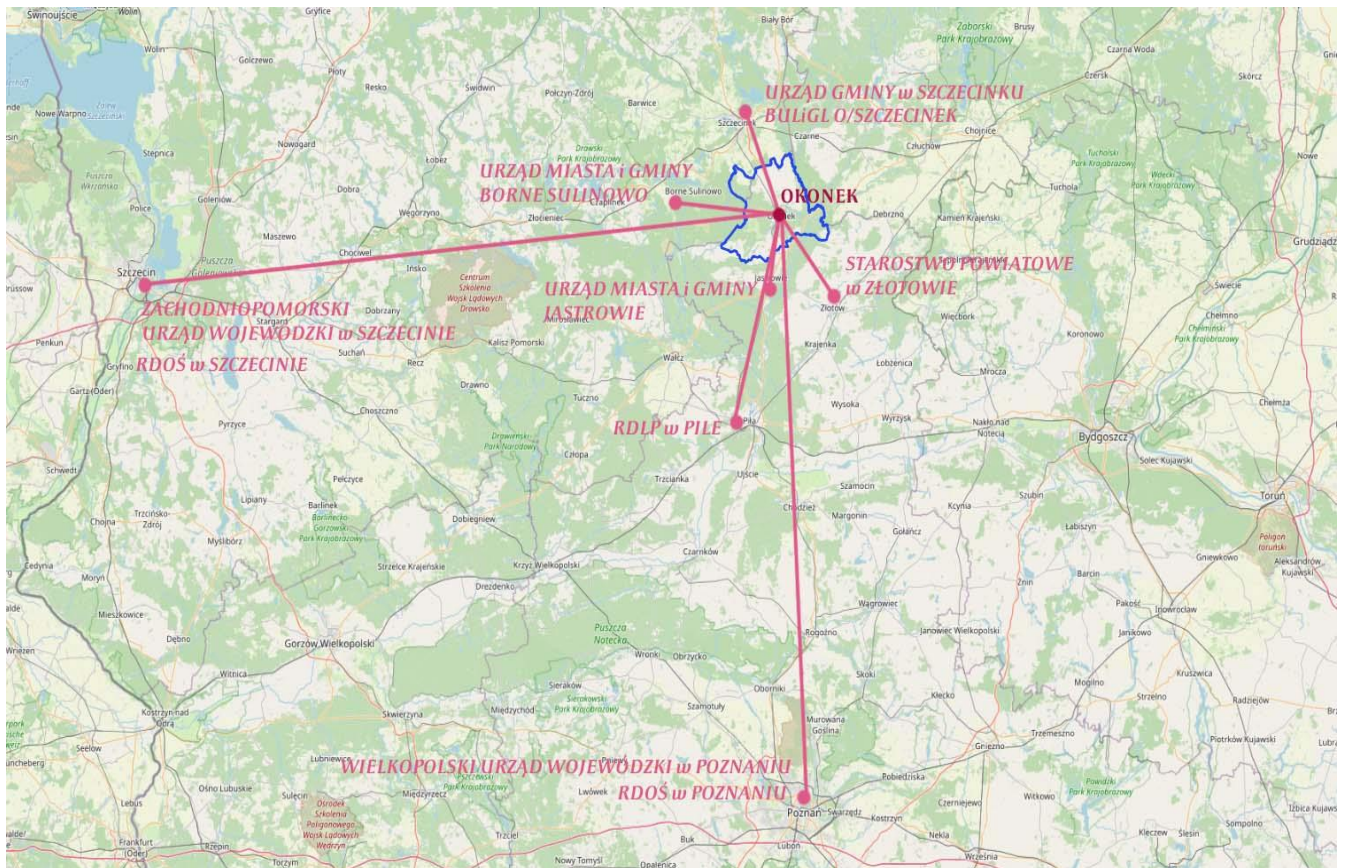 Świnoujście
Wolin
Gryfice
Biały Bór
Zaborski
Park Krajobrazowy
Brusy
Wolin
Golczewo
Płoty
Resko
Świdwin
Połczyn-Zdrój
Barwice
Czarna Woda
Czersk
Skórcz
Nowe Warpno
Zalew
Szczeciński
URZĄD GMINY w SZCZECINKU
BULiGL O/SZCZECINEK
Szczecinek
Czarne
Chojnice
Człuchów
Stepnica
Nowogard
Łobez
Drawski
Park Krajobrazowy
Tucholski
Park Krajobrazowy
Wdecki
Park Krajobrazowy
Nowe
Puszcza
Wkrzańska
URZĄD MIASTA i GMINY
BORNE SULINOWO
Borne Sulinowo
Czaplinek
Dobra
Tuchola
OKONEK
Police
Goleniów
Węgorzyno
Złocieniec
Debrzno
Kamień Krajeński
Maszewo
Chociwel
Ińsko
Grudziądz
Puszcza
Goleniowska
Szczecin
Centrum
Szkolenia
Wojsk Lądowych
Drawsko
STAROSTWO POWIATOWE
w ZŁOTOWIE
Świecie
URZĄD MIASTA i GMINY
JASTROWIE
Mirosławiec
Złotów
ZACHODNIOPOMORSKI
URZĄD WOJEWÓDZKI w SZCZECINIE
RDOŚ w SZCZECINIE
Dobrzany
Stargard
Suchań
Recz
Kalisz Pomorski
Wałcz
Więcbork
Chełmno
Koronowo
Chełmiński
Park Krajobrazowy
Penkun
Gryfino
Krajenka
Łobżenica
Mrocza
Gartz (Oder)
Drawno
Tuczno
Wysoka
Wyrzysk
Chełmża
Pyrzyce
Choszczno
RDLP w PILE
Piła
Nakło nad
Notecią
Bydgoszcz
Drawieński
Park Narodowy
Człopa
Solec Kujawski
Schwedt
Pełczyce
Trzcianka
Ujście
Szamocin
Toruń
Chojna
Trzcińsko-
Zdrój
Lipiany
Barlinek
Barlinecko-
Gorzowski
Park Krajobrazowy
Dobiegniew
Chodzież
Margonin
Kcynia
Szubin
Łabiszyn
Myślibórz
Gołańcz
Poligon
toruński
Czarnków
Gniewkowo
Aleksandrów
Kujawski
Cedynia
Moryń
Strzelce Krajeńskie
Krzyż Wielkopolski
Drezdenko
Żnin
Barcin
Wągrowiec
Pakość
Inowrocław
Mieszkowice
Dębno
Gorzów Wielkopolski
Puszcza
Notecka
Rogoźno
Janowiec Wielkopolski
Janikowo
Wriezen
Witnica
Wronki
Obrzycko
Skoki
Mogilno
Kruszwica
Sieraków
Oborniki
Kłecko
Strzelno
Radziejów
Kostrzyn nad
Odrą
Skwierzyna
Międzychód
Sierakowski
Park Krajobrazowy
Szamotuły
Murowana
Goślina
Seelow
Gniezno
Trzemeszno
Piotrków Kujawski
Müncheberg
Lubniewice
WIELKOPOLSKI URZĄD WOJEWÓDZKI w POZNANIU
RDOŚ w POZNANIU
Pobiedziska
Powidzki
Park Krajobrazowy
Ośno Lubuskie
Sulęcin
Międzyrzecz
Pszczewski
Park Krajobrazowy
Lwówek
Lebus
Ośrodek
Szkolenia
Poligonowego
Wojsk Lądowych
Wędrzyn
Poznań
Swarzędz
Kostrzyn
Czerniejewo
Witkowo
Izbica Kujawska
Sompolno
Frankfurt
(Oder)
Rzepin
Trzciel
Buk
Luboń
Nekla
Kleczew
Ślesin
Torzym
Nowy Tomyśl
Opalenica
Września